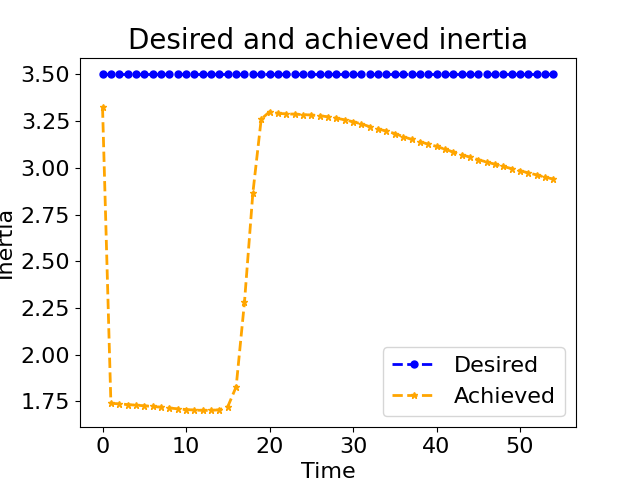 Desired and achieved inertia
Inertia
3.50
3.25
3.00
2.75
2.50
2.25
2.00
1.75
Desired
Achieved
0 10 20 30 40 50
Time